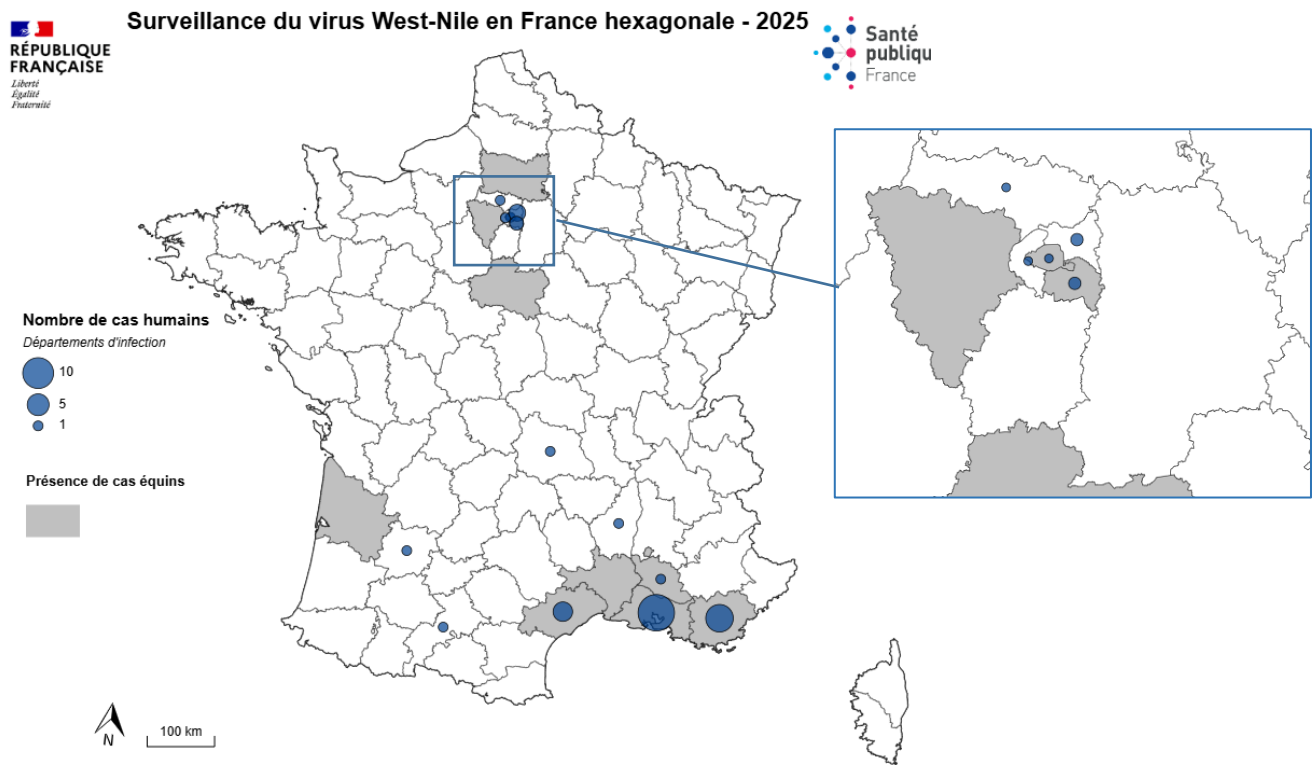 Surveillance du virus West-Nile en France hexagonale - 2025
RÉPUBLIQUE
FRANÇAISE
Liberté
Égalité
Fraternité
Santé
publiqu
France
Nombre de cas humains
Départements d'infection
10
5
1
Présence de cas équins
N
100 km